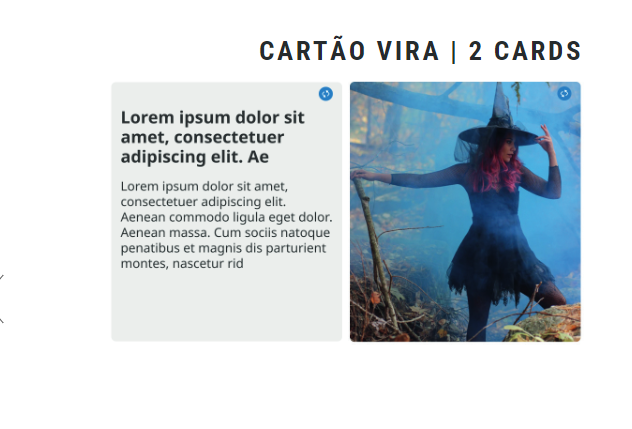 CARTÃO VIRA | 2 CARDS
Lorem ipsum dolor sit
amet, consectetuer
adipiscing elit. Ae
Lorem ipsum dolor sit amet,
consectetuer adipiscing elit.
Aenean commodo ligula eget dolor.
Aenean massa. Cum sociis natoque
penatibus et magnis dis parturient
montes, nascetur rid